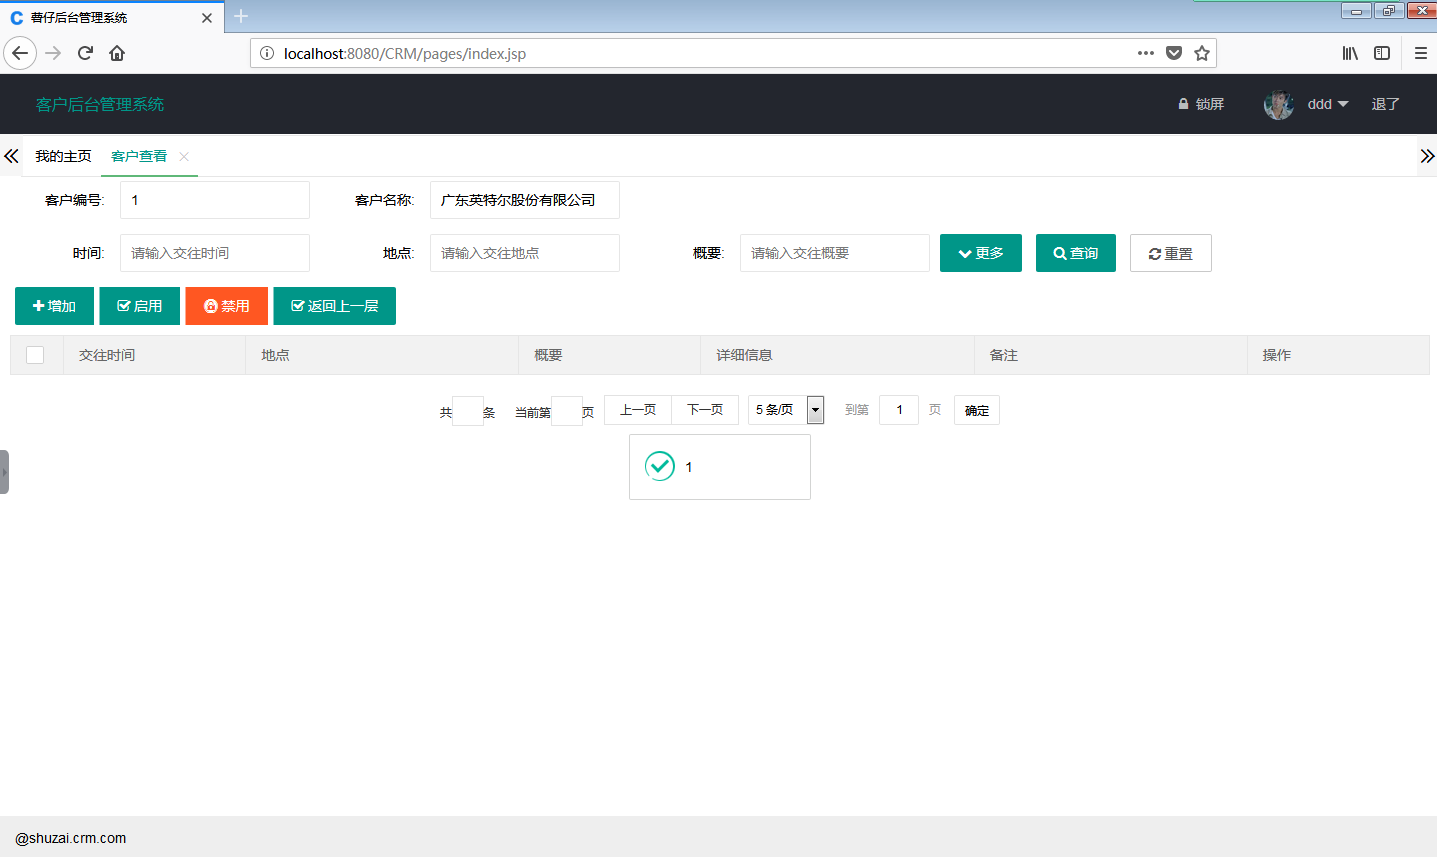 蓸仔后台管理系统
localhost:8080/CRM/pages/index.jsp
客户后台管理系统
锁屏
ddd
退了
我的主页
客户查看
客户编号:
1
客户名称:
广东英特尔股份有限公司
时间:
请输入交往时间
地点:
请输入交往地点
概要:
请输入交往概要
更多
查询
重置
增加
启用
禁用
返回上一层
交往时间
地点
概要
详细信息
备注
操作
共 条
当前第 页
上一页
下一页
5 条/页
到第 1 页
确定
1
@shuzai.crm.com